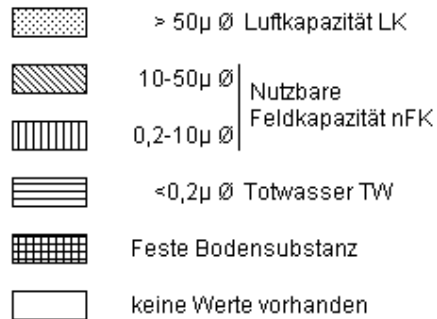 > 50µ Ø Luftkapazität LK
10-50µ Ø
Nutzbare
Feldkapazität nFK
0,2-10µ Ø
<0,2µ Ø Totwasser TW
Feste Bodensubstanz
keine Werte vorhanden